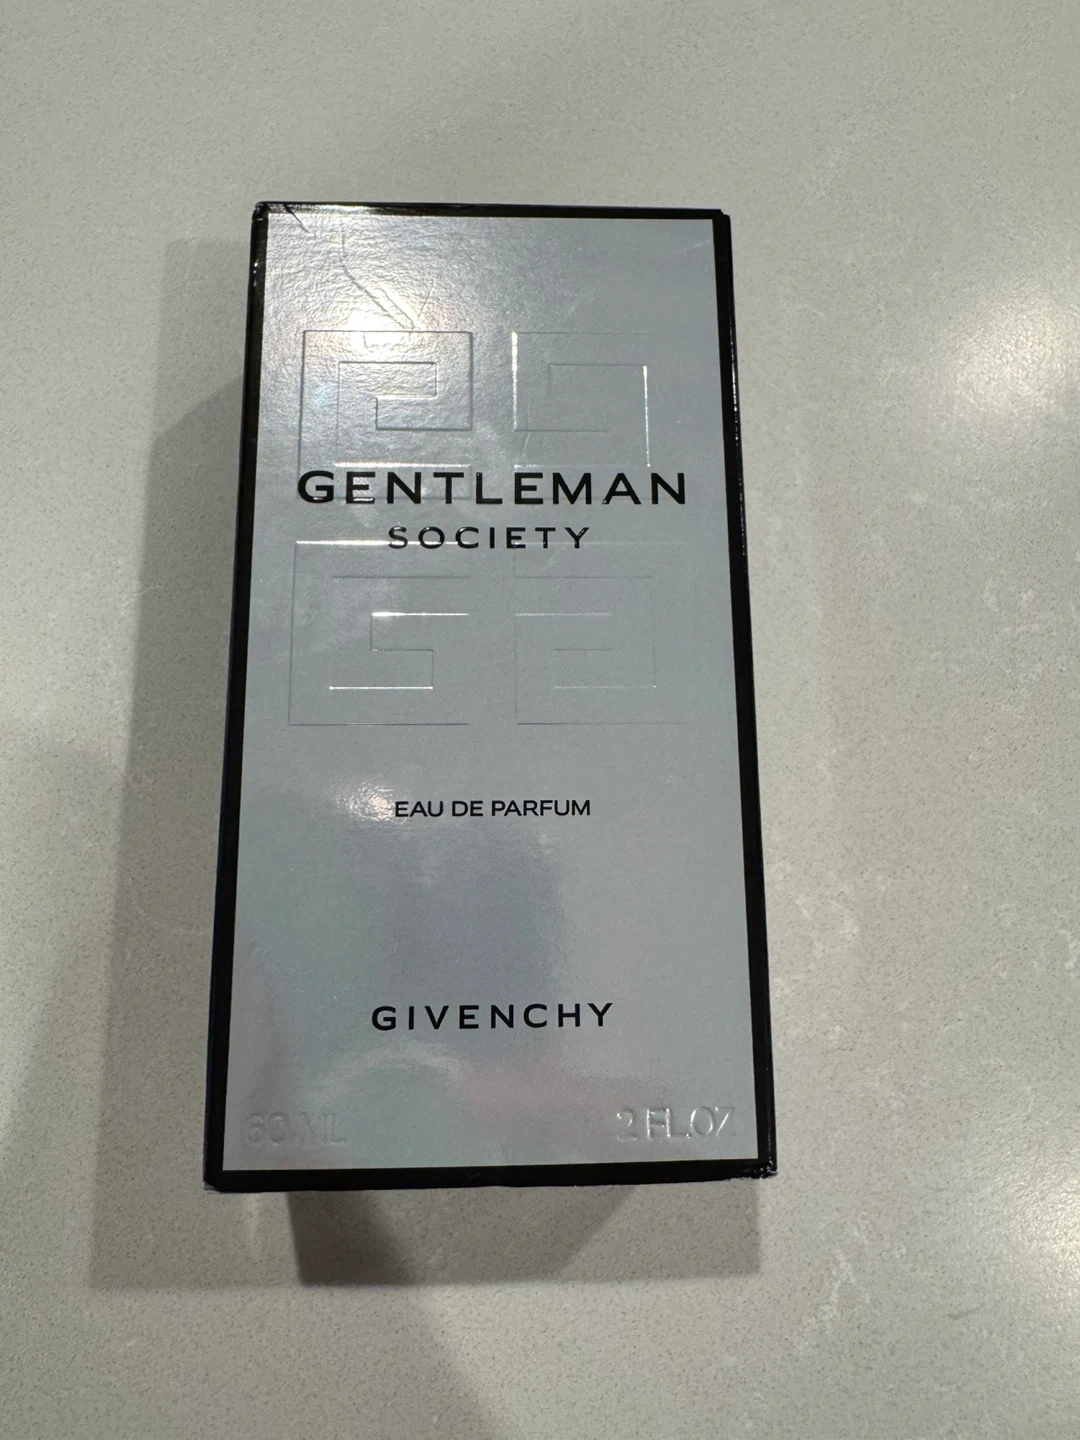 GENTLEMAN
SOCIETY
EAU DE PARFUM
GIVENCHY
60 ML 2 FL.OZ.